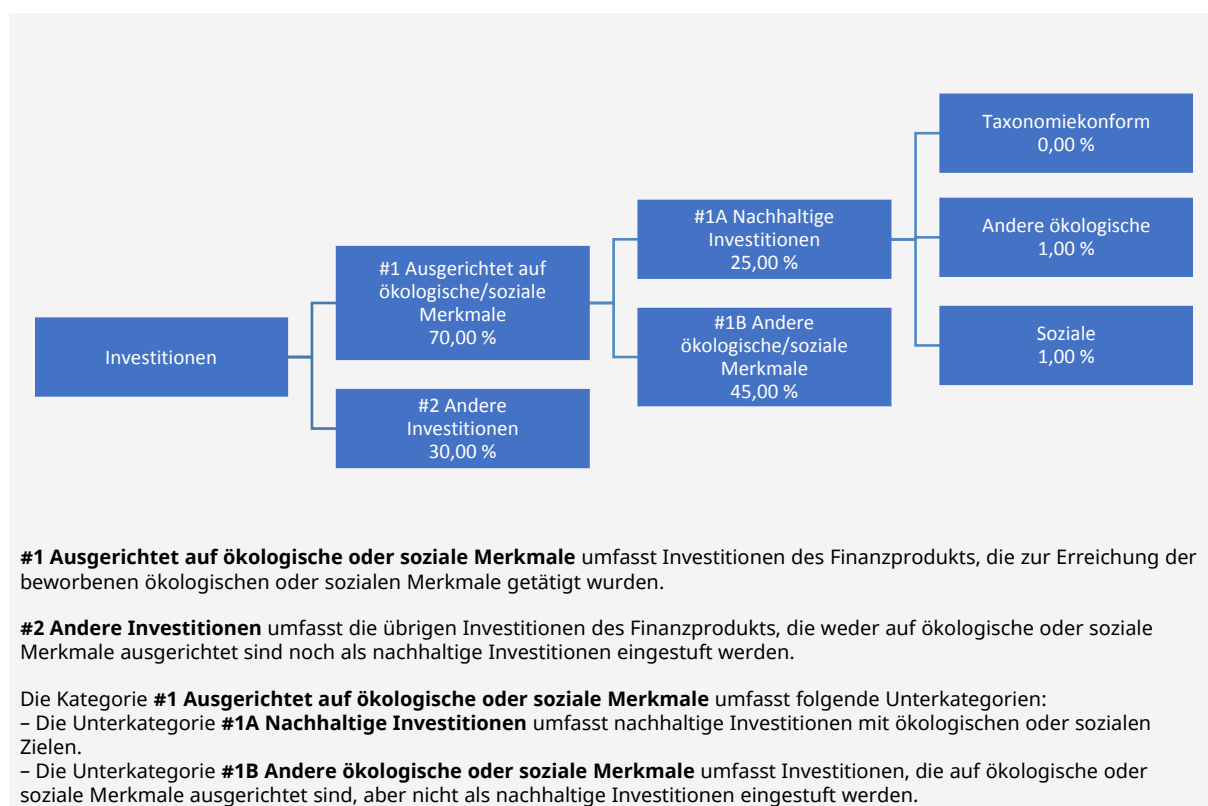 Taxonomiekonform
0,00 %
#1A Nachhaltige
Investitionen
25,00 %
Andere ökologische
1,00 %
#1 Ausgerichtet auf
ökologische/soziale
Merkmale
70,00 %
#1B Andere
ökologische/soziale
Merkmale
45,00 %
Soziale
1,00 %
Investitionen
#2 Andere
Investitionen
30,00 %
#1 Ausgerichtet auf ökologische oder soziale Merkmale umfasst Investitionen des Finanzprodukts, die zur Erreichung der
beworbenen ökologischen oder sozialen Merkmale getätigt wurden.
#2 Andere Investitionen umfasst die übrigen Investitionen des Finanzprodukts, die weder auf ökologische oder soziale
Merkmale ausgerichtet sind noch als nachhaltige Investitionen eingestuft werden.
Die Kategorie #1 Ausgerichtet auf ökologische oder soziale Merkmale umfasst folgende Unterkategorien:
– Die Unterkategorie #1A Nachhaltige Investitionen umfasst nachhaltige Investitionen mit ökologischen oder sozialen
Zielen.
– Die Unterkategorie #1B Andere ökologische oder soziale Merkmale umfasst Investitionen, die auf ökologische oder
soziale Merkmale ausgerichtet sind, aber nicht als nachhaltige Investitionen eingestuft werden.